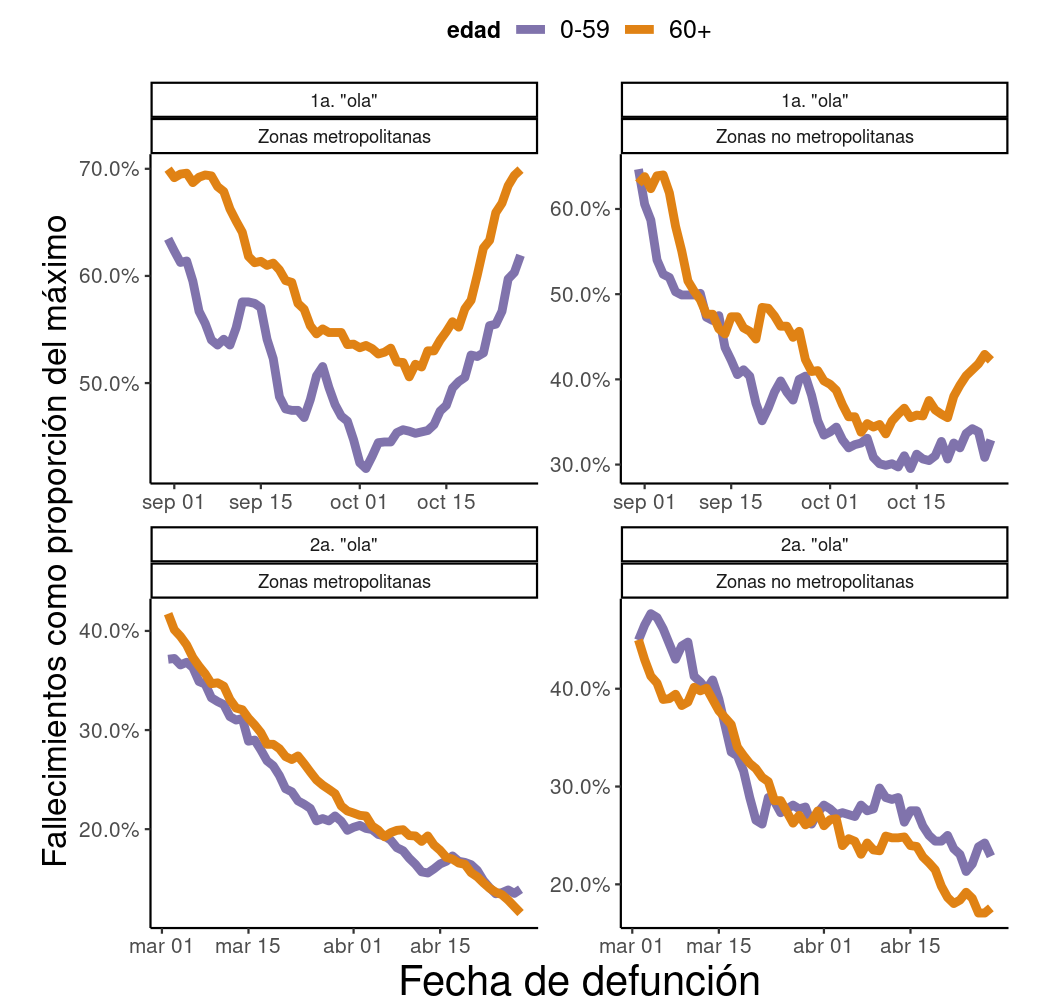 edad 0-59 60+
1a. "ola" 1a. "ola"
Zonas metropolitanas Zonas no metropolitanas
70.0%
60.0%
50.0%
60.0%
50.0%
40.0%
30.0%
sep 01 sep 15 oct 01 oct 15 sep 01 sep 15 oct 01 oct 15
2a. "ola" 2a. "ola"
Zonas metropolitanas Zonas no metropolitanas
40.0%
30.0%
20.0%
40.0%
30.0%
20.0%
mar 01 mar 15 abr 01 abr 15 mar 01 mar 15 abr 01 abr 15
Fallecimientos como proporción del máximo
Fecha de defunción